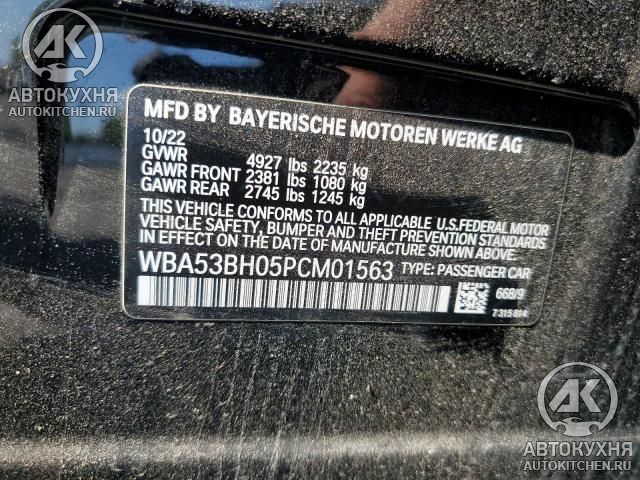 AK
АВТОКУХНЯ
AUTOKITCHEN.RU
MFD BY BAYERISCHE MOTOREN WERKE AG
10/22
GVWR 4927 lbs 2235 kg
GAWR FRONT 2381 lbs 1080 kg
GAWR REAR 2745 lbs 1245 kg
THIS VEHICLE CONFORMS TO ALL APPLICABLE U.S.FEDERAL MOTOR
VEHICLE SAFETY, BUMPER AND THEFT PREVENTION STANDARDS
IN EFFECT ON THE DATE OF MANUFACTURE SHOWN ABOVE.
WBA53BH05PCM01563 TYPE: PASSENGER CAR
668/9
7315814
AK
АВТОКУХНЯ
AUTOKITCHEN.RU